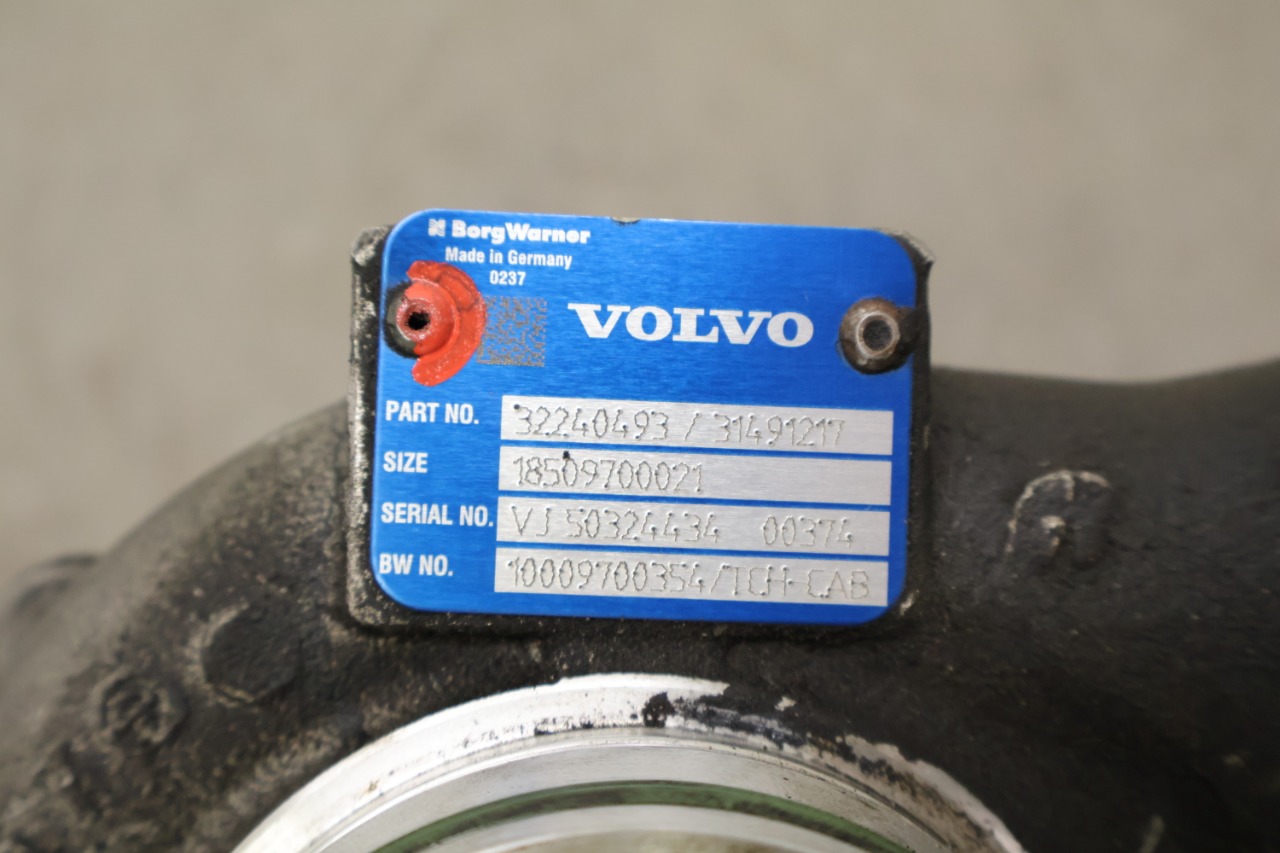 BorgWarner
Made in Germany
0237
VOLVO
PART NO. 32240493 / 31491217
SIZE 18509700021
SERIAL NO. VJ 50324434 00374
BW NO. 10009700354/TCH-CAB